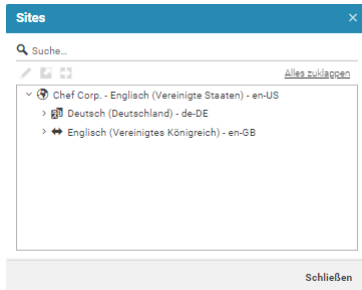 Sites
Suche...
Alles zuklappen
Chef Corp. - Englisch (Vereinigte Staaten) - en-US
Deutsch (Deutschland) - de-DE
Englisch (Vereinigtes Königreich) - en-GB
Schließen